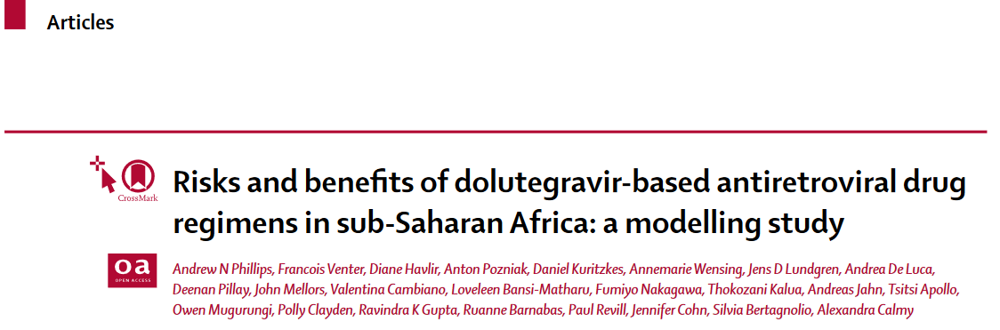 Articles
CrossMark
Risks and benefits of dolutegravir-based antiretroviral drug
regimens in sub-Saharan Africa: a modelling study
oa
OPEN ACCESS
Andrew N Phillips, Francois Venter, Diane Havlir, Anton Pozniak, Daniel Kuritzkes, Annemarie Wensing, Jens D Lundgren, Andrea De Luca,
Deenan Pillay, John Mellors, Valentina Cambiano, Loveleen Bansi-Matharu, Fumiyo Nakagawa, Thokozani Kalua, Andreas Jahn, Tsitsi Apollo,
Owen Mugurungi, Polly Clayden, Ravindra K Gupta, Ruanne Barnabas, Paul Revill, Jennifer Cohn, Silvia Bertagnolio, Alexandra Calmy